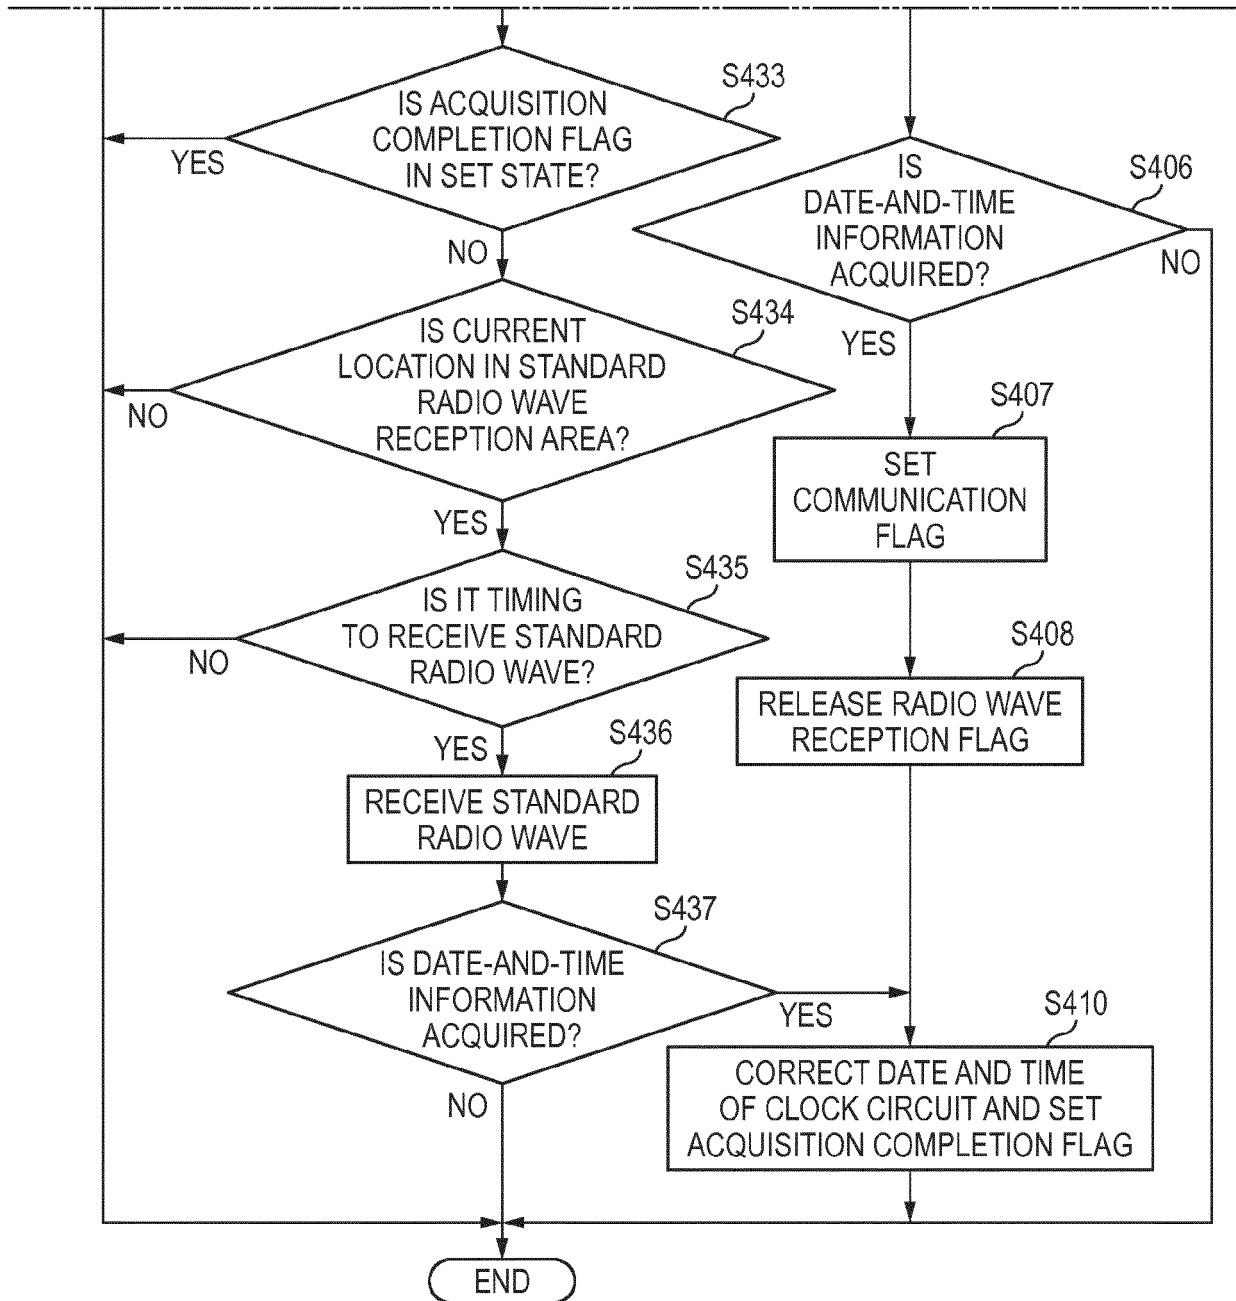 S433
IS ACQUISITION
COMPLETION FLAG
IN SET STATE?
YES
NO
S406
IS
DATE-AND-TIME
INFORMATION
ACQUIRED?
NO
YES
S434
IS CURRENT
LOCATION IN STANDARD
RADIO WAVE
RECEPTION AREA?
NO
YES
S407
SET
COMMUNICATION
FLAG
S435
IS IT TIMING
TO RECEIVE STANDARD
RADIO WAVE?
NO
YES
S408
RELEASE RADIO WAVE
RECEPTION FLAG
S436
RECEIVE STANDARD
RADIO WAVE
S437
IS DATE-AND-TIME
INFORMATION
ACQUIRED?
YES
NO
S410
CORRECT DATE AND TIME
OF CLOCK CIRCUIT AND SET
ACQUISITION COMPLETION FLAG
END